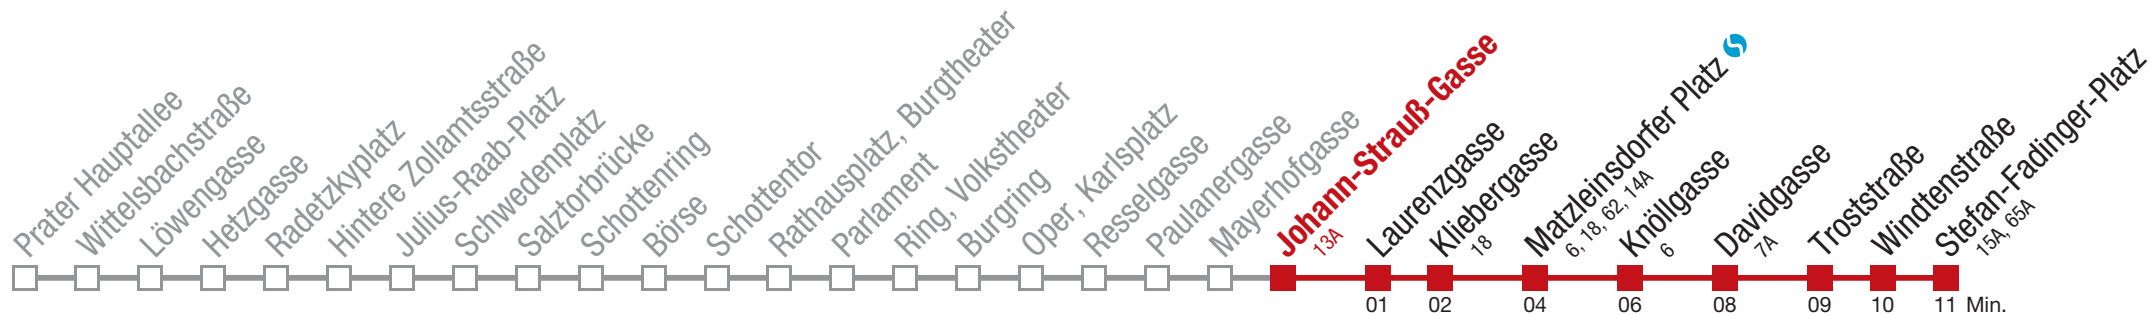 Prater Hauptallee
Wittelsbachstraße
Löwengasse
Hetzgasse
Radetzkyplatz
Hintere Zollamtsstraße
Julius-Raab-Platz
Schwedenplatz
Salztorbrücke
Schottenring
Börse
Schottentor
Rathausplatz, Burgtheater
Parlament
Ring, Volkstheater
Burgring
Oper, Karlsplatz
Resselgasse
Paulanergasse
Mayerhofgasse
Johann-Strauß-Gasse
13A
Laurenzgasse
Kliebergasse
18
Matzleinsdorfer Platz
6, 18, 62, 14A
Knöllgasse
6
Davidgasse
7A
Troststraße
Windtenstraße
Stefan-Fadinger-Platz
15A, 65A
01 02 04 06 08 09 10 11 Min.